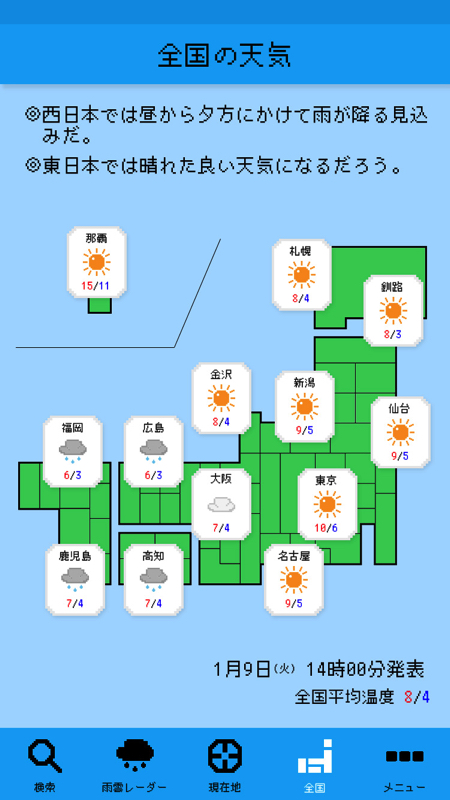 全国の天気
◎西日本では昼から夕方にかけて雨が降る見込
みだ。
◎東日本では晴れた良い天気になるだろう。
那覇
15/11
札幌
8/4
釧路
8/3
金沢
8/4
新潟
9/5
仙台
9/5
福岡
6/3
広島
6/3
大阪
7/4
東京
10/6
鹿児島
7/4
高知
7/4
名古屋
9/5
1月9日(火) 14時00分発表
全国平均温度 8/4
検索
雨雲レーダー
現在地
全国
メニュー